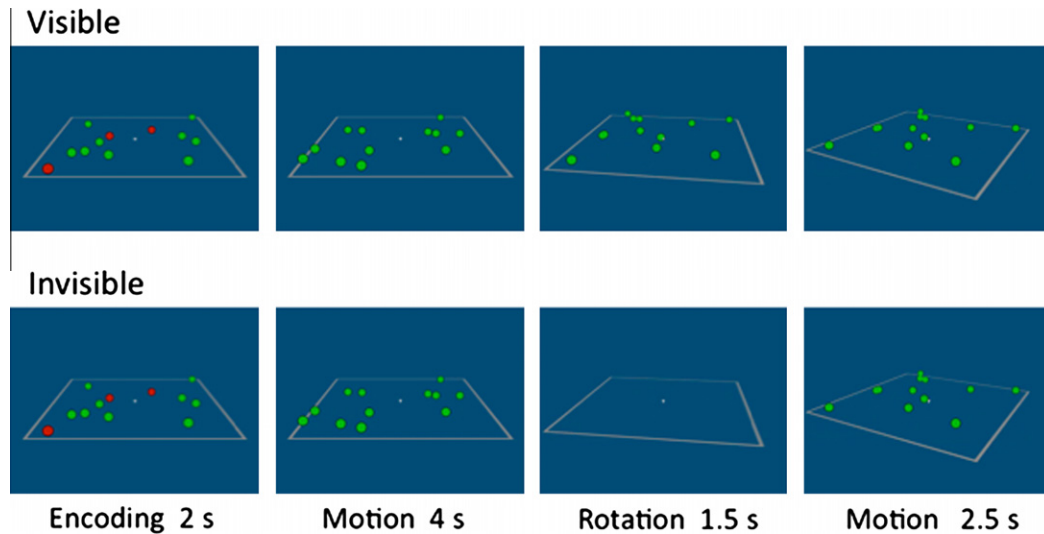 Visible
Invisible
Encoding 2 s
Motion 4 s
Rotation 1.5 s
Motion 2.5 s